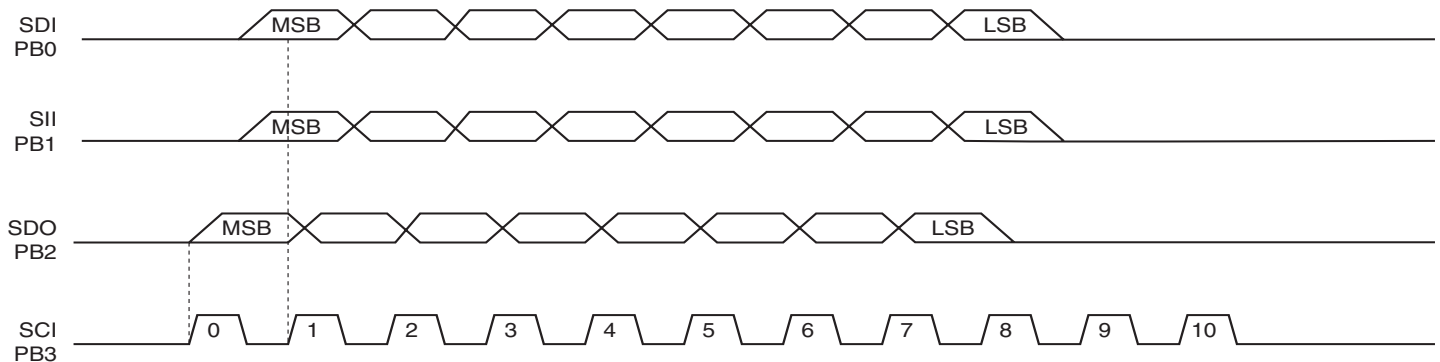 SDI
PB0
MSB LSB
SII
PB1
MSB LSB
SDO
PB2
MSB LSB
SCI
PB3
0 1 2 3 4 5 6 7 8 9 10